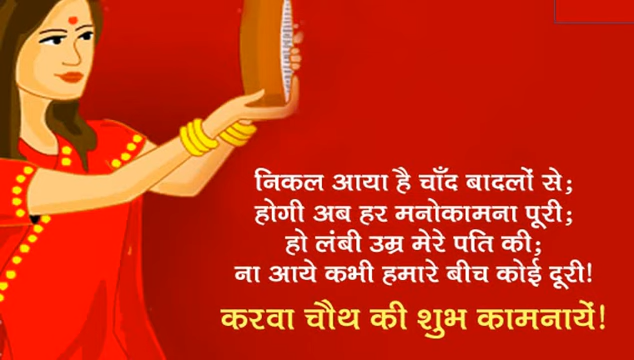 निकल आया है चाँद बादलों से;
होगी अब हर मनोकामना पूरी;
हो लंबी उम्र मेरे पति की;
ना आये कभी हमारे बीच कोई दूरी!
करवा चौथ की शुभ कामनायें!